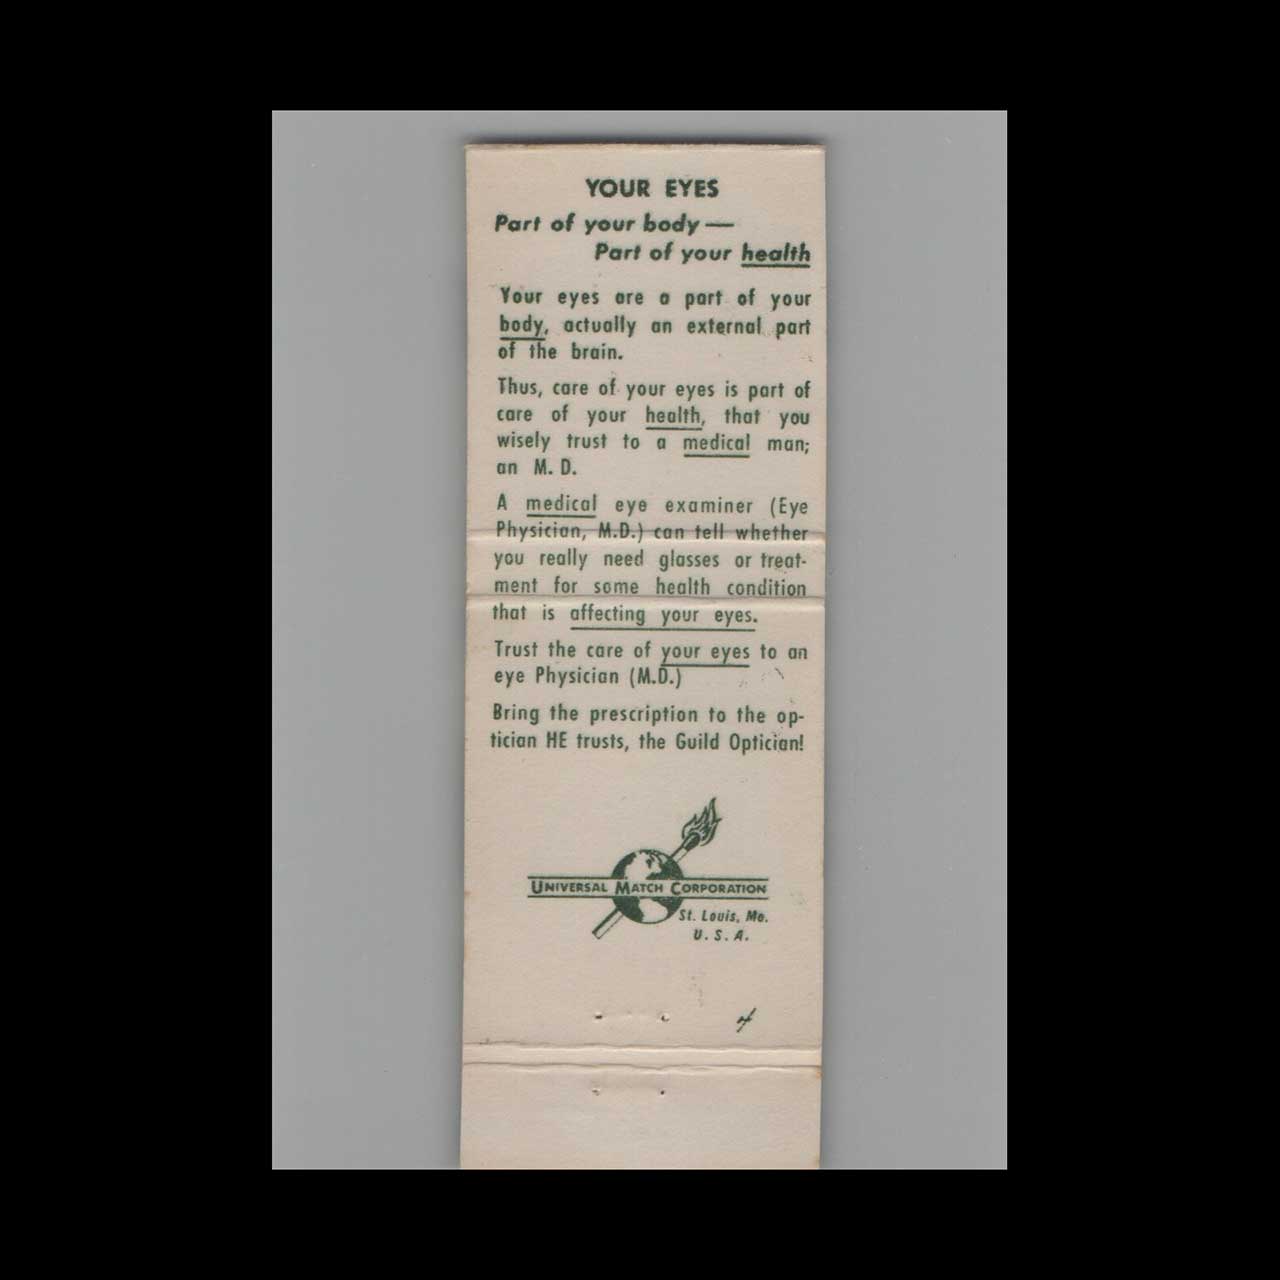 YOUR EYES
Part of your body —
Part of your health
Your eyes are a part of your
body, actually an external part
of the brain.
Thus, care of your eyes is part of
care of your health, that you
wisely trust to a medical man;
an M. D.
A medical eye examiner (Eye
Physician, M.D.) can tell whether
you really need glasses or treat-
ment for some health condition
that is affecting your eyes.
Trust the care of your eyes to an
eye Physician (M.D.)
Bring the prescription to the op-
tician HE trusts, the Guild Optician!
UNIVERSAL MATCH CORPORATION
St. Louis, Mo.
U. S. A.
4